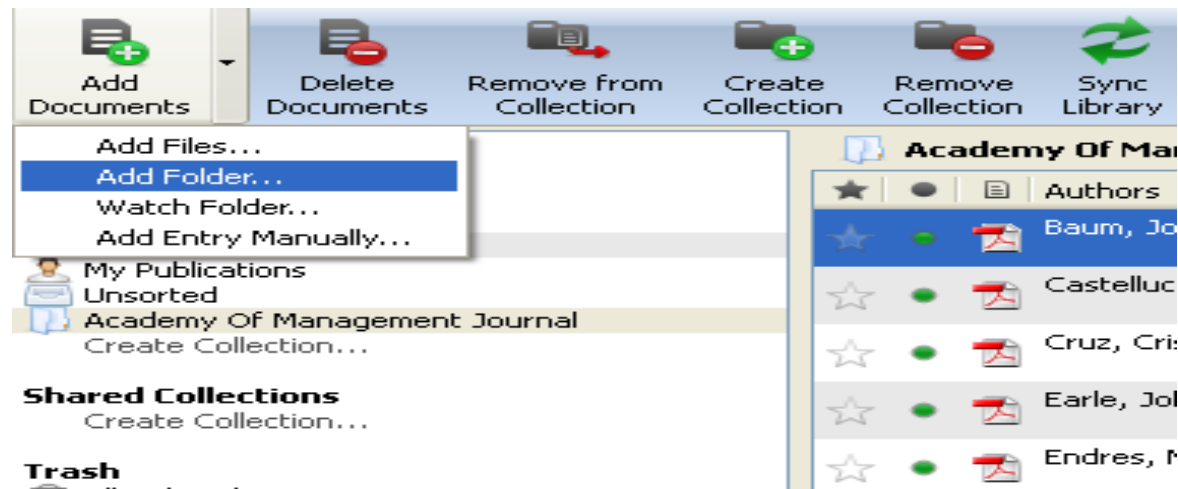 Add Documents
Delete Documents
Remove from Collection
Create Collection
Remove Collection
Sync Library
Add Files...
Add Folder...
Watch Folder...
Add Entry Manually...
My Publications
Unsorted
Academy Of Management Journal
Create Collection...
Shared Collections
Create Collection...
Trash
Academy Of Ma
Authors
Baum, Jo
Castelluc
Cruz, Cris
Earle, Jo
Endres,